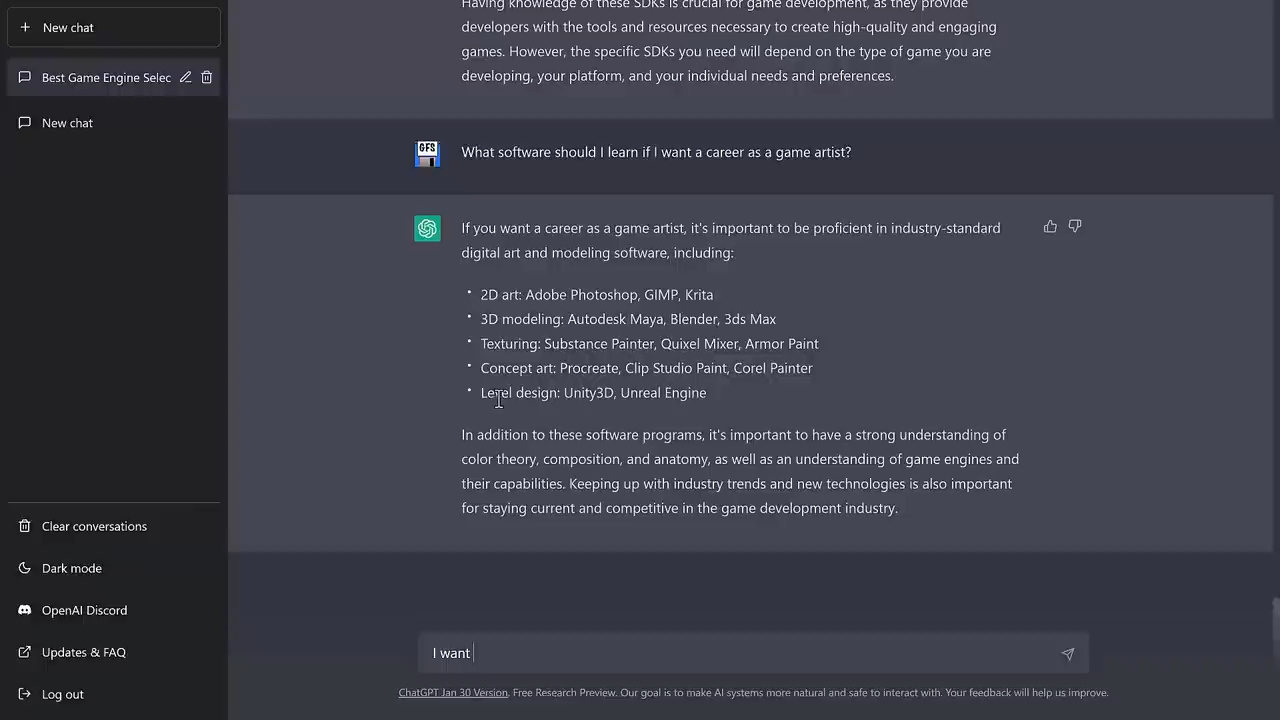 New chat
Best Game Engine Selec
New chat
Clear conversations
Dark mode
OpenAI Discord
Updates & FAQ
Log out
Having knowledge of these SDKs is crucial for game development, as they provide
developers with the tools and resources necessary to create high-quality and engaging
games. However, the specific SDKs you need will depend on the type of game you are
developing, your platform, and your individual needs and preferences.
GFS
What software should I learn if I want a career as a game artist?
If you want a career as a game artist, it's important to be proficient in industry-standard
digital art and modeling software, including:
• 2D art: Adobe Photoshop, GIMP, Krita
• 3D modeling: Autodesk Maya, Blender, 3ds Max
• Texturing: Substance Painter, Quixel Mixer, Armor Paint
• Concept art: Procreate, Clip Studio Paint, Corel Painter
• Level design: Unity3D, Unreal Engine
In addition to these software programs, it's important to have a strong understanding of
color theory, composition, and anatomy, as well as an understanding of game engines and
their capabilities. Keeping up with industry trends and new technologies is also important
for staying current and competitive in the game development industry.
I want
ChatGPT Jan 30 Version. Free Research Preview. Our goal is to make AI systems more natural and safe to interact with. Your feedback will help us improve.